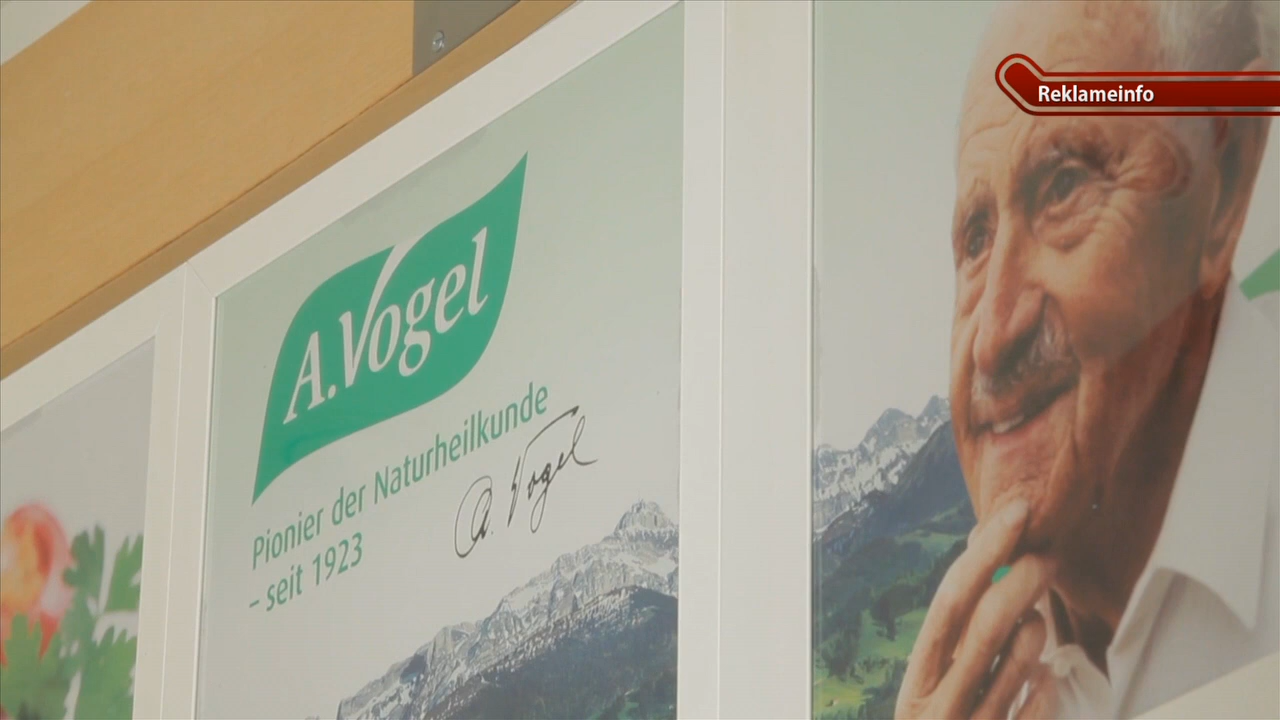 Reklameinfo
A.Vogel
Pionier der Naturheilkunde
– seit 1923
A. Vogel